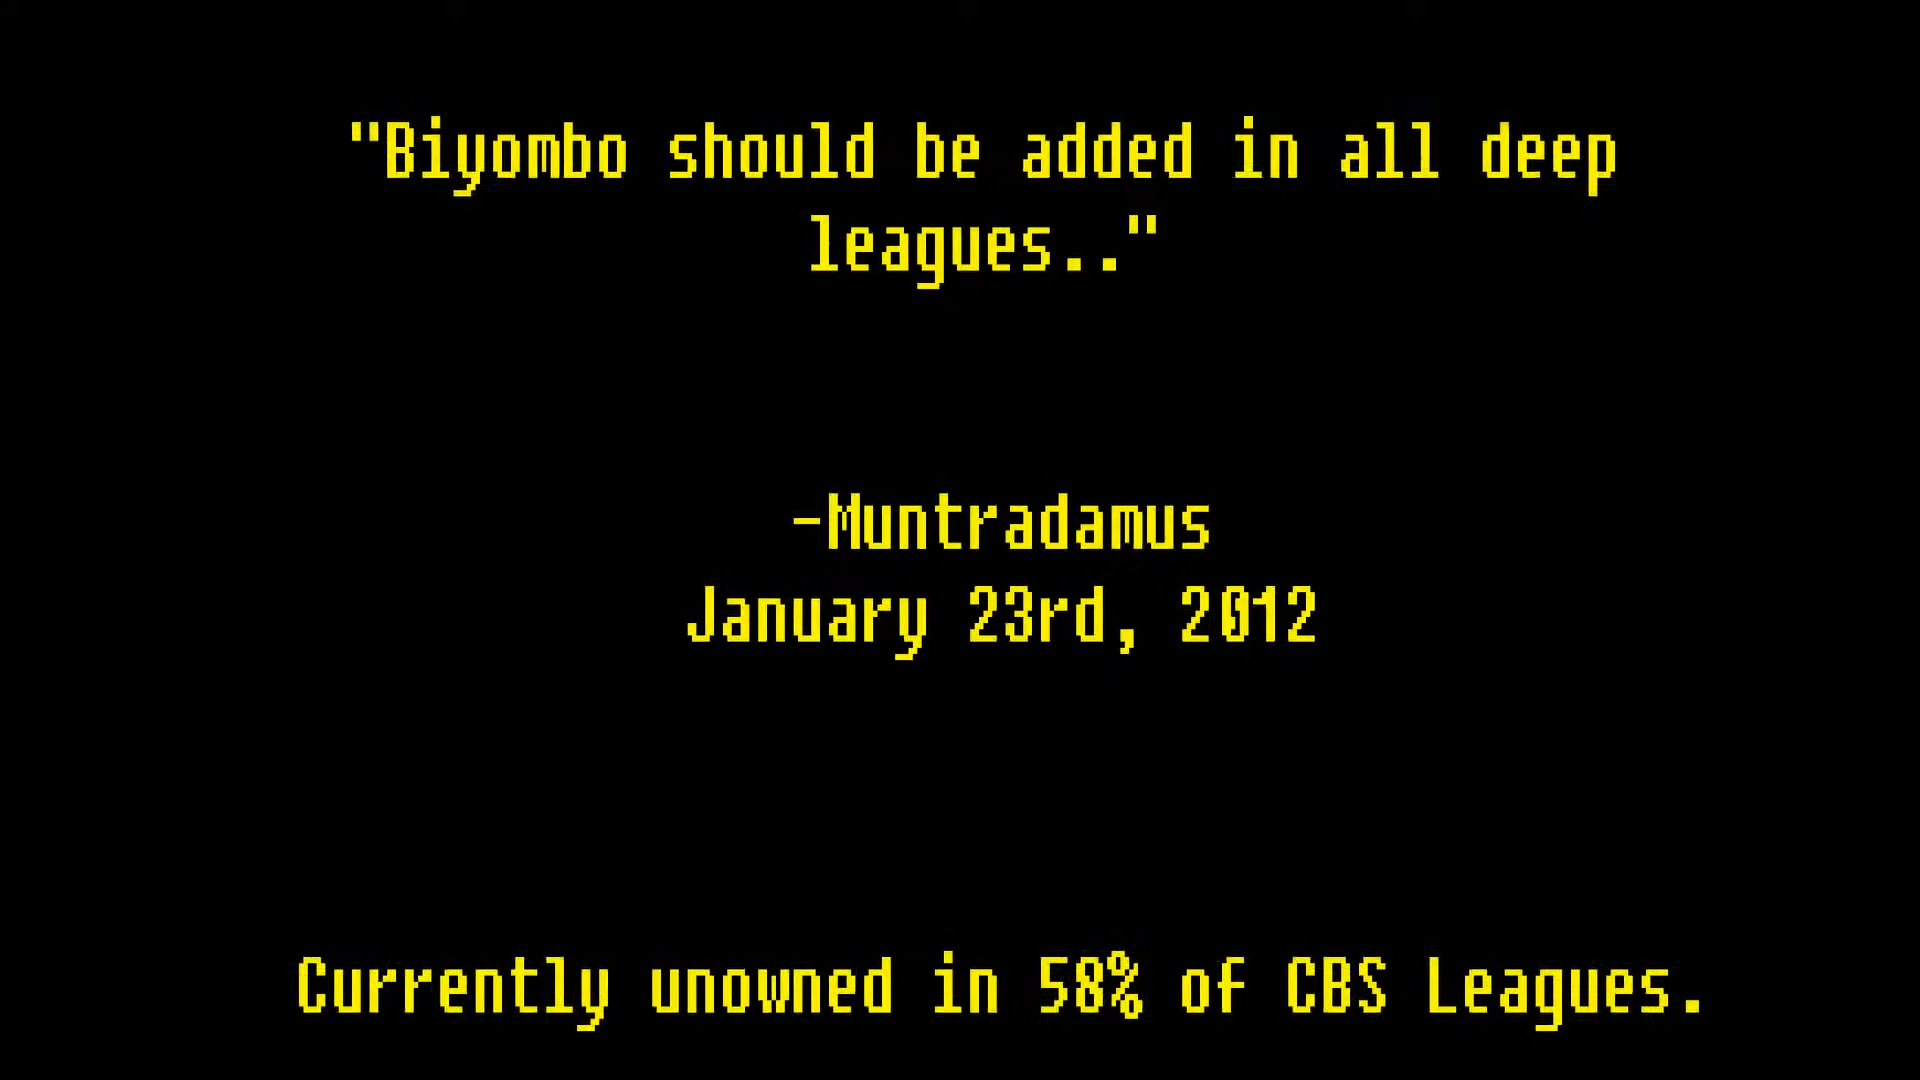 "Biyombo should be added in all deep
leagues.."
-Muntradamus
January 23rd, 2012
Currently unowned in 58% of CBS Leagues.